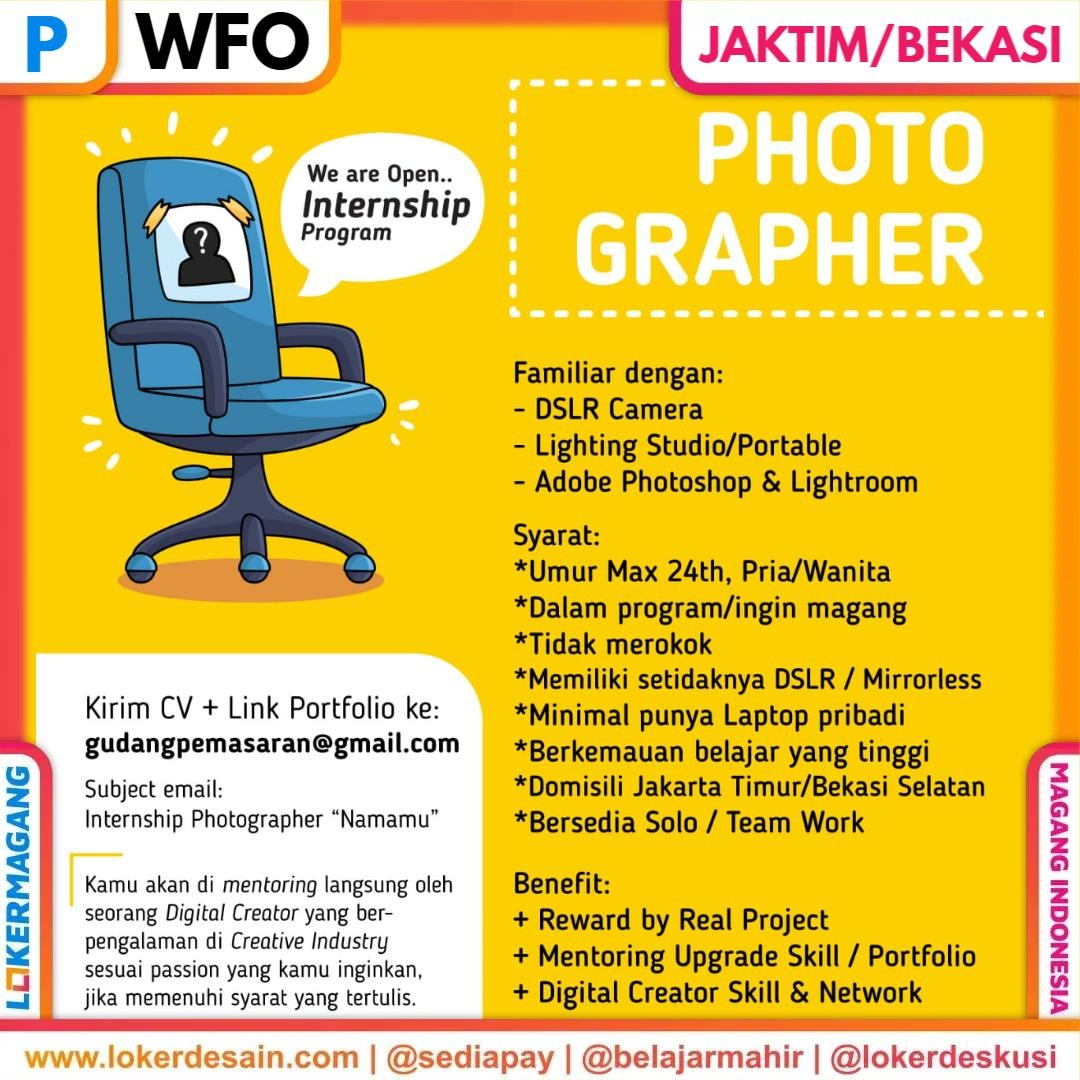 P
WFO
JAKTIM/BEKASI
We are Open..
Internship
Program
?
PHOTO
GRAPHER
Familiar dengan:
- DSLR Camera
- Lighting Studio/Portable
- Adobe Photoshop & Lightroom
Syarat:
*Umur Max 24th, Pria/Wanita
*Dalam program/ingin magang
*Tidak merokok
*Memiliki setidaknya DSLR / Mirrorless
*Minimal punya Laptop pribadi
*Berkemauan belajar yang tinggi
*Domisili Jakarta Timur/Bekasi Selatan
*Bersedia Solo / Team Work
Benefit:
+ Reward by Real Project
+ Mentoring Upgrade Skill / Portfolio
+ Digital Creator Skill & Network
Kirim CV + Link Portfolio ke:
gudangpemasaran@gmail.com
Subject email:
Internship Photographer “Namamu”
Kamu akan di mentoring langsung oleh
seorang Digital Creator yang ber-
pengalaman di Creative Industry
sesuai passion yang kamu inginkan,
jika memenuhi syarat yang tertulis.
LOKERMAGANG
MAGANG INDONESIA
www.lokerdesain.com | @sediapay | @belajarmahir | @lokerdeskusi